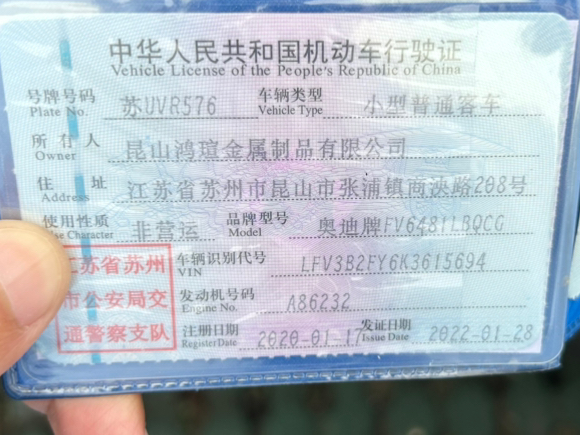 中华人民共和国机动车行驶证
Vehicle License of the People's Republic of China
号牌号码 苏UVR576 车辆类型 小型普通客车
Plate No. Vehicle Type
所有人 昆山鸿瑄金属制品有限公司
Owner
住址 江苏省苏州市昆山市张浦镇商泱路208号
Address
使用性质 非营运 品牌型号 奥迪牌FV6481LBQCG
Use Character Model
江苏省苏州 车辆识别代号 LFV3B2FY6K3615694
VIN
市公安局交 发动机号码 A86232
Engine No.
通警察支队 注册日期 2020-01-17 发证日期 2022-01-28
Register Date Issue Date